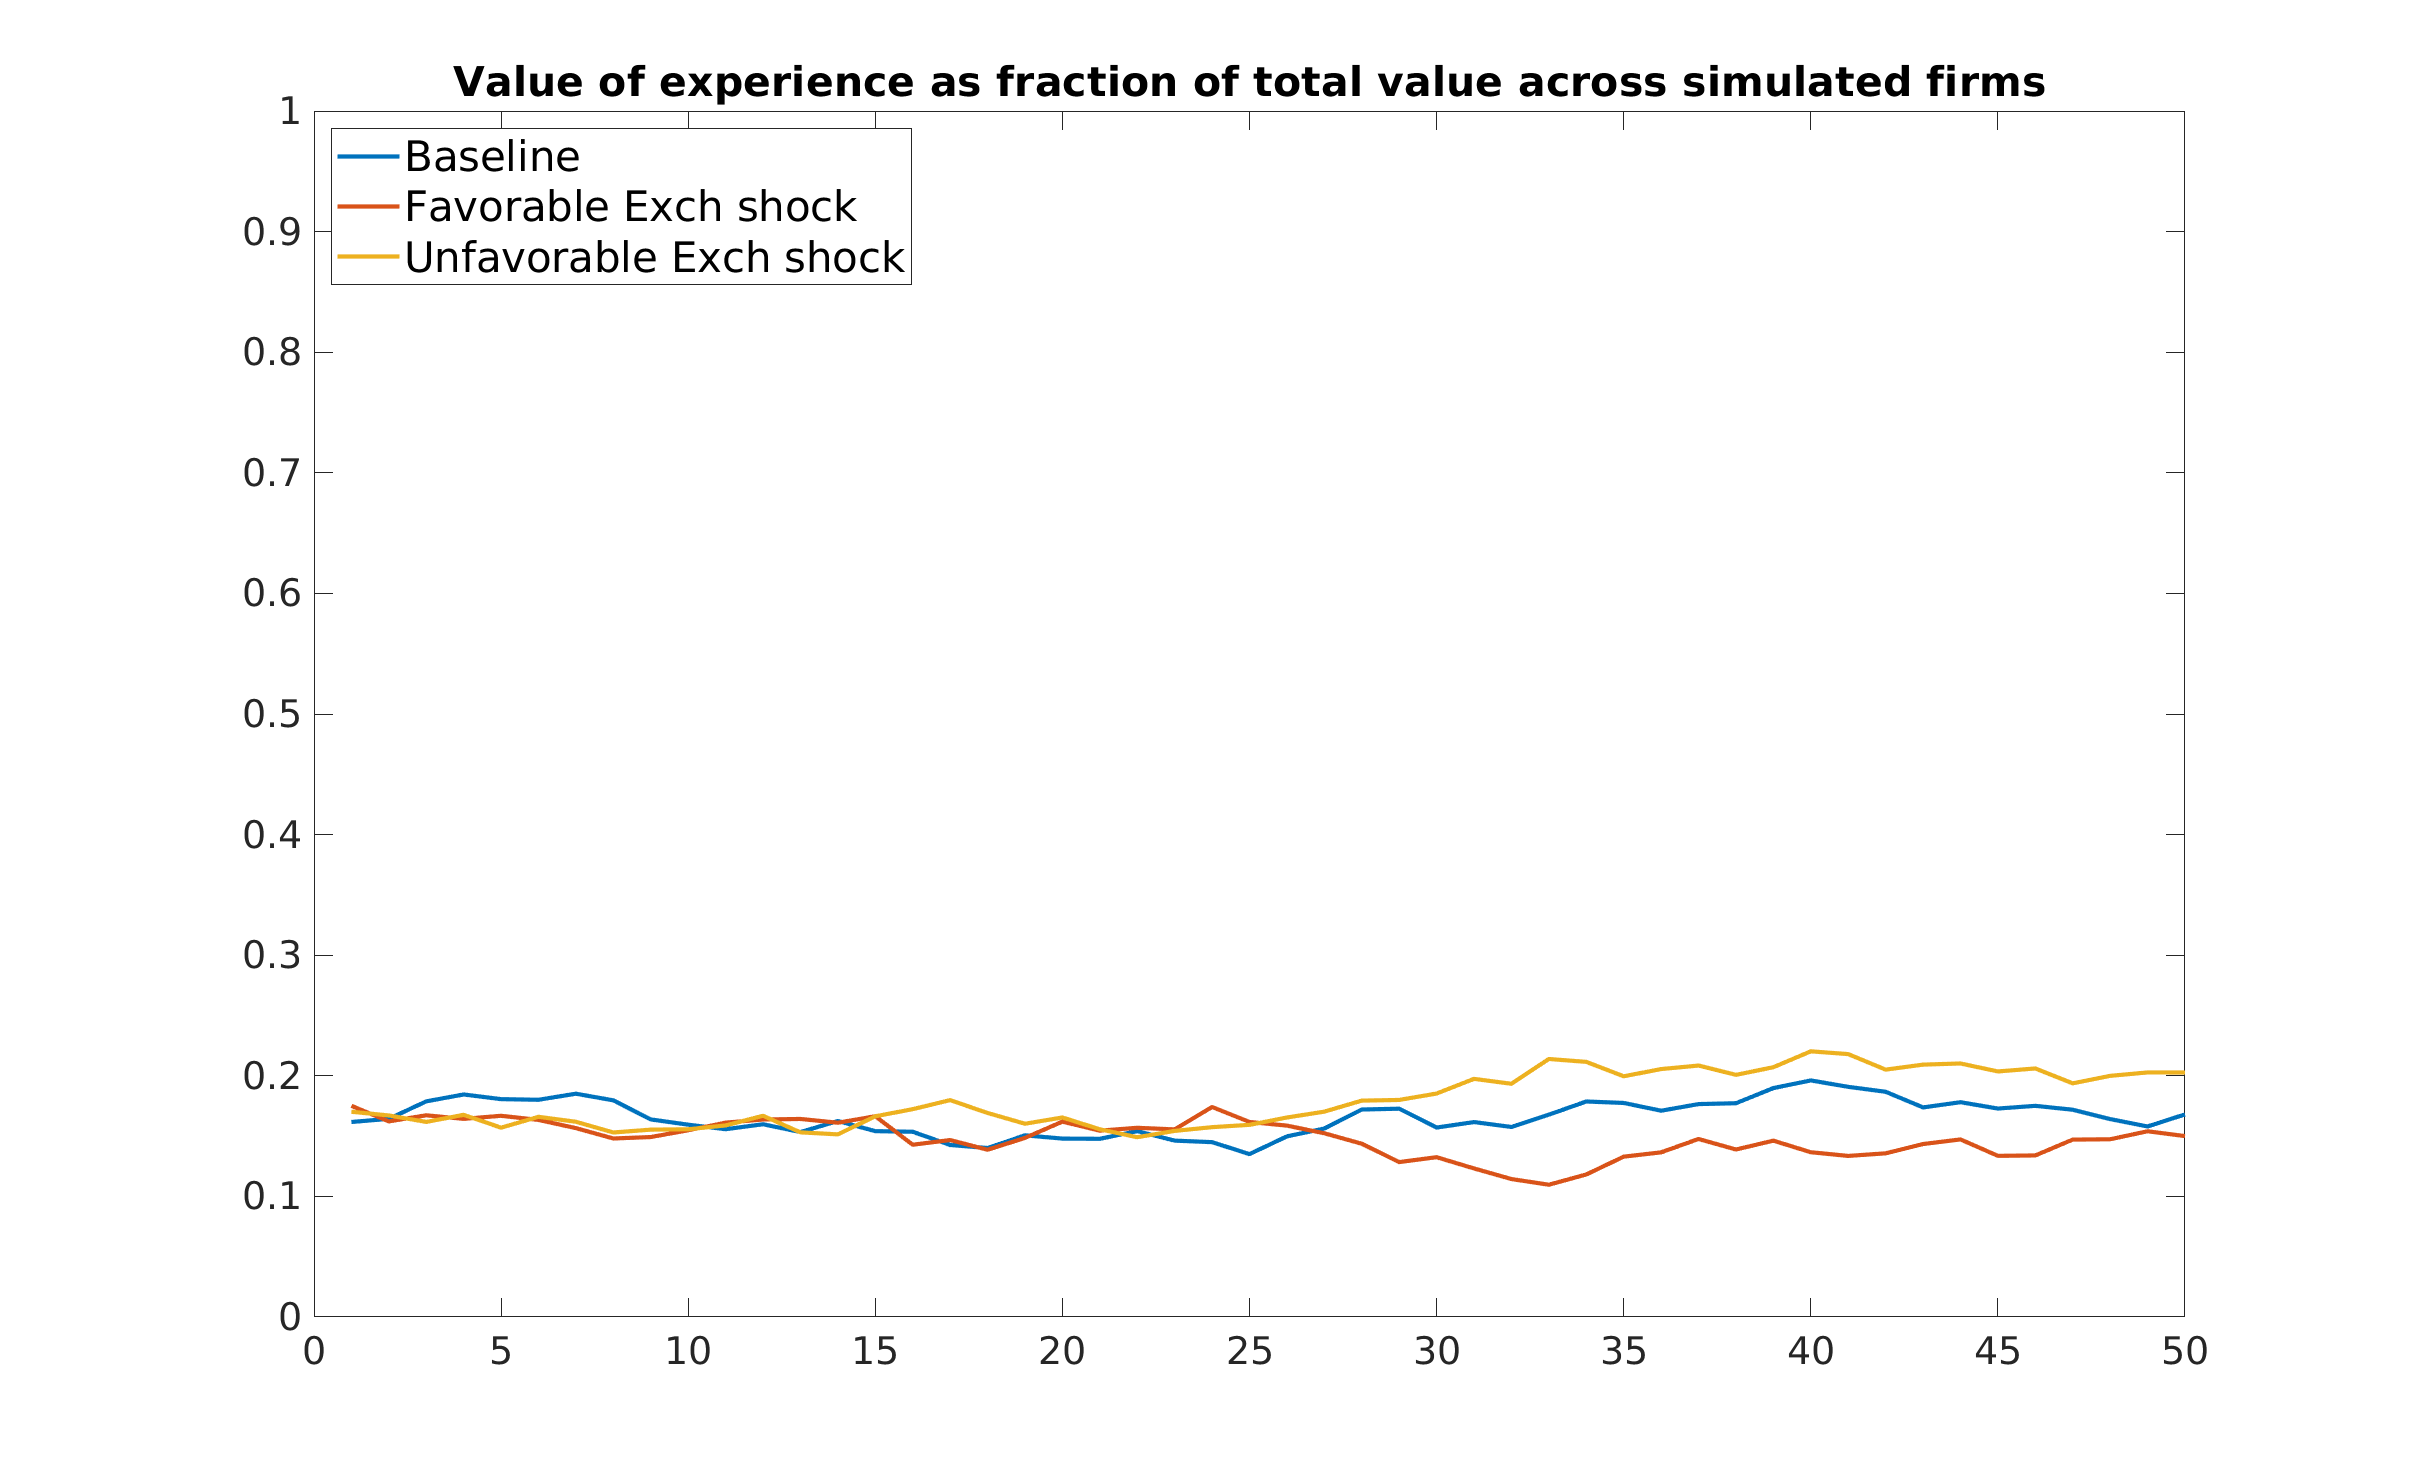 Value of experience as fraction of total value across simulated firms
1
Baseline
Favorable Exch shock
0.9
Unfavorable Exch shock
0.8
0.7
0.6
0.5
0.4
0.3
0.2
0.1
0
0 5 10 15 20 25 30 35 40 45 50